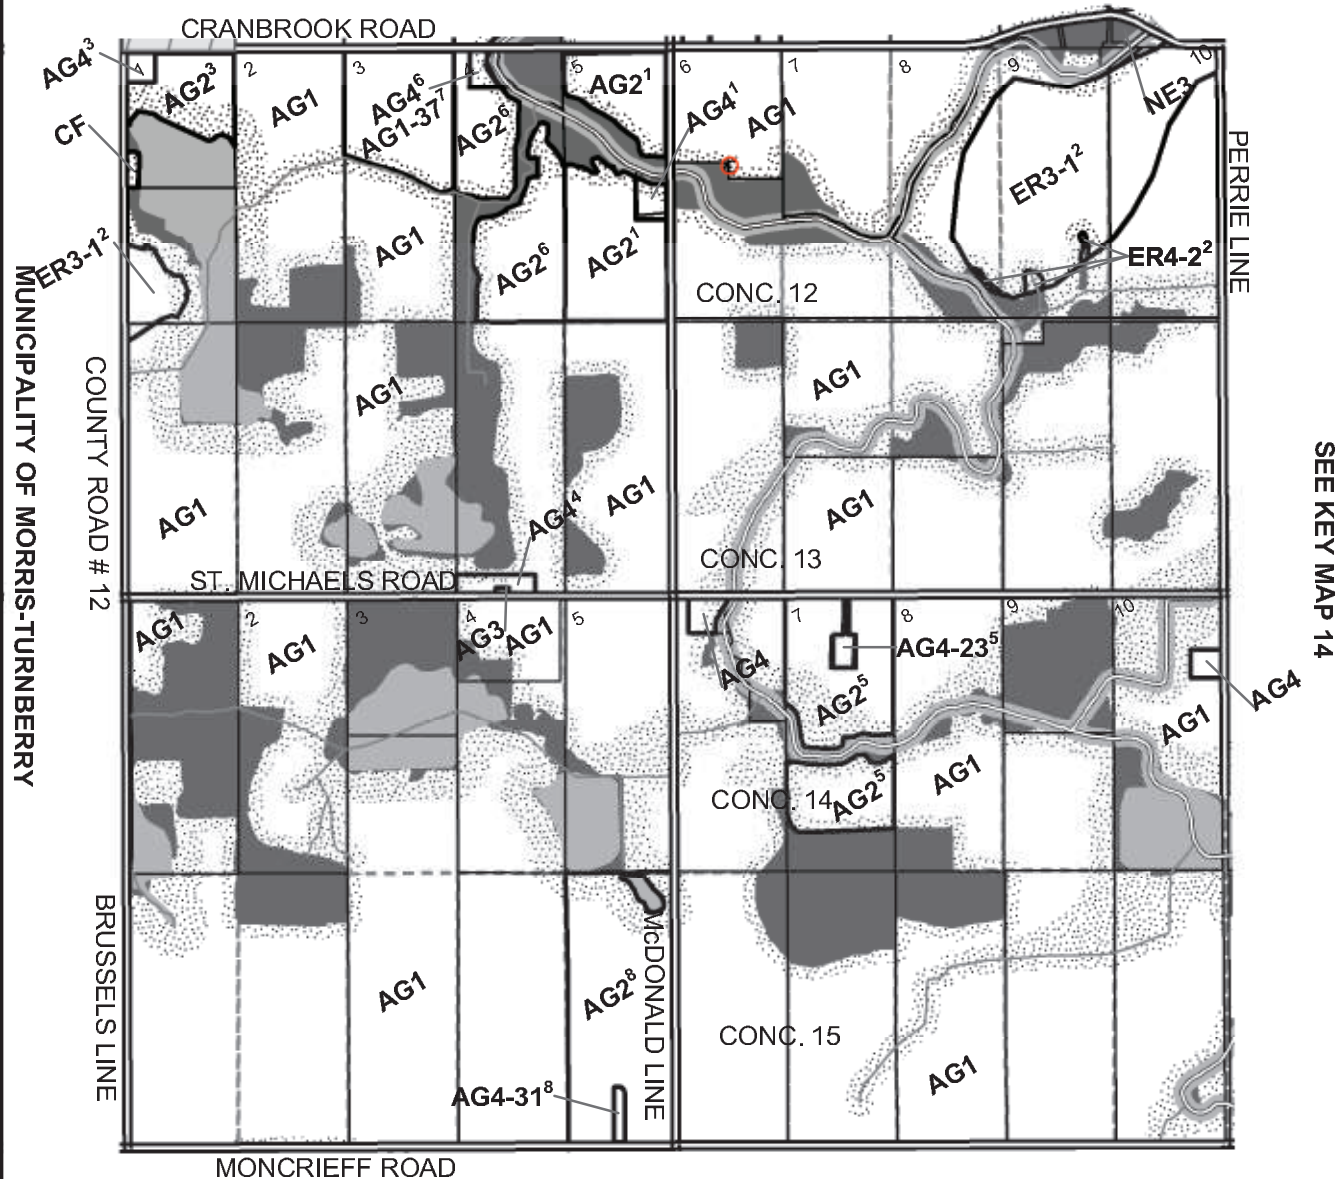 CRANBROOK ROAD
AG4³
1
AG2³
2
AG1
3
AG4⁶
AG1-37⁷
4
AG2⁶
5
AG2¹
6
AG4¹
AG1
7
8
9
10
NE3
CF
ER3-1²
PERRIE LINE
ER3-1²
AG1
AG2⁶
AG2¹
CONC. 12
ER4-2²
MUNICIPALITY OF MORRIS-TURNBERRY
COUNTY ROAD # 12
AG1
AG1
AG1
AG1
AG4⁴
AG1
CONC. 13
SEE KEY MAP 14
ST. MICHAELS ROAD
AG1
2
AG1
3
4
AG3
AG1
5
AG4
7
8
AG4-23⁵
9
10
AG4
AG2⁵
AG1
AG1
CONC. 14
AG2⁵
BRUSSELS LINE
AG1
AG2⁸
McDONALD LINE
CONC. 15
AG1
AG4-31⁸
MONCRIEFF ROAD